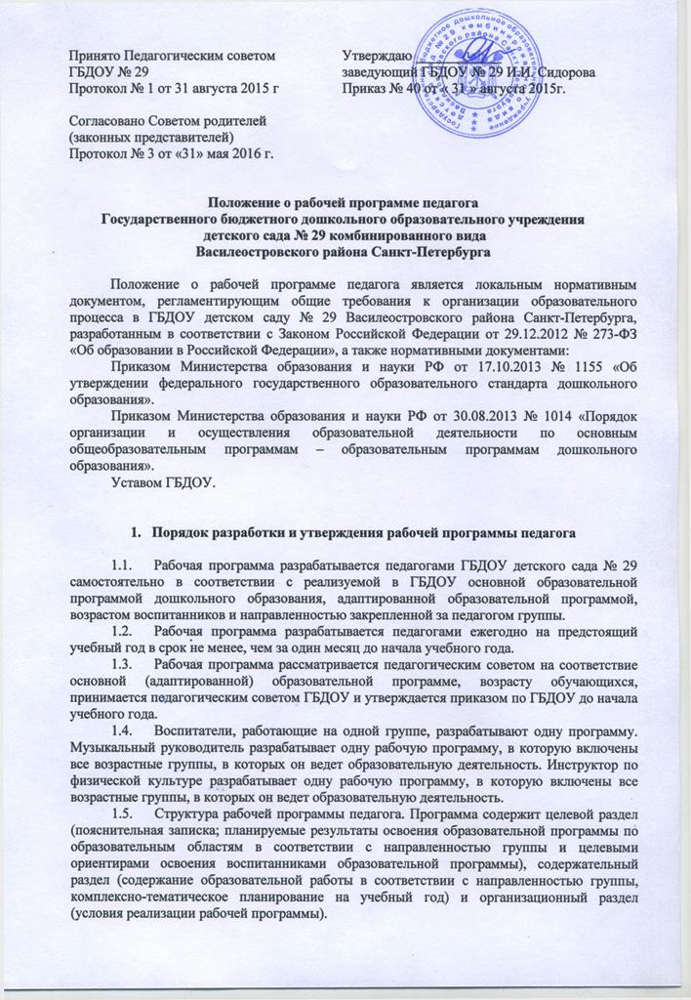 Принято Педагогическим советом
ГБДОУ № 29
Протокол № 1 от 31 августа 2015 г
Утверждаю
заведующий ГБДОУ № 29 И.И. Сидорова
Приказ № 40 от « 31 » августа 2015г.
Согласовано Советом родителей
(законных представителей)
Протокол № 3 от «31» мая 2016 г.
Положение о рабочей программе педагога
Государственного бюджетного дошкольного образовательного учреждения
детского сада № 29 комбинированного вида
Василеостровского района Санкт-Петербурга
Положение о рабочей программе педагога является локальным нормативным
документом, регламентирующим общие требования к организации образовательного
процесса в ГБДОУ детском саду № 29 Василеостровского района Санкт-Петербурга,
разработанным в соответствии с Законом Российской Федерации от 29.12.2012 № 273-ФЗ
«Об образовании в Российской Федерации», а также нормативными документами:
Приказом Министерства образования и науки РФ от 17.10.2013 № 1155 «Об
утверждении федерального государственного образовательного стандарта дошкольного
образования».
Приказом Министерства образования и науки РФ от 30.08.2013 № 1014 «Порядок
организации и осуществления образовательной деятельности по основным
общеобразовательным программам – образовательным программам дошкольного
образования».
Уставом ГБДОУ.
1. Порядок разработки и утверждения рабочей программы педагога
1.1. Рабочая программа разрабатывается педагогами ГБДОУ детского сада № 29
самостоятельно в соответствии с реализуемой в ГБДОУ основной образовательной
программой дошкольного образования, адаптированной образовательной программой,
возрастом воспитанников и направленностью закрепленной за педагогом группы.
1.2. Рабочая программа разрабатывается педагогами ежегодно на предстоящий
учебный год в срок не менее, чем за один месяц до начала учебного года.
1.3. Рабочая программа рассматривается педагогическим советом на соответствие
основной (адаптированной) образовательной программе, возрасту обучающихся,
принимается педагогическим советом ГБДОУ и утверждается приказом по ГБДОУ до начала
учебного года.
1.4. Воспитатели, работающие на одной группе, разрабатывают одну программу.
Музыкальный руководитель разрабатывает одну рабочую программу, в которую включены
все возрастные группы, в которых он ведет образовательную деятельность. Инструктор по
физической культуре разрабатывает одну рабочую программу, в которую включены все
возрастные группы, в которых он ведет образовательную деятельность.
1.5. Структура рабочей программы педагога. Программа содержит целевой раздел
(пояснительная записка; планируемые результаты освоения образовательной программы по
образовательным областям в соответствии с направленностью группы и целевыми
ориентирами освоения воспитанниками образовательной программы), содержательный
раздел (содержание образовательной работы в соответствии с направленностью группы,
комплексно-тематическое планирование на учебный год) и организационный раздел
(условия реализации рабочей программы).